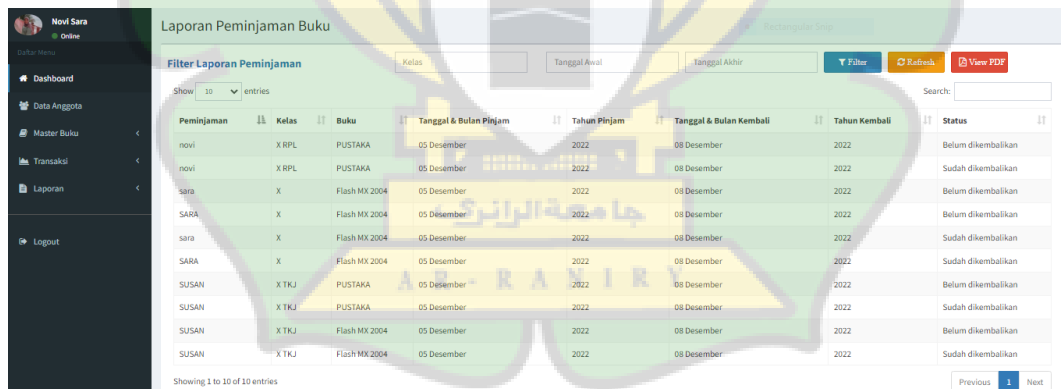 Novi Sara
Online
Laporan Peminjaman Buku
Rectangular Snip
Daftar Menu
Dashboard
Data Anggota
Master Buku
Transaksi
Laporan
Logout
Filter Laporan Peminjaman Kelas Tanggal Awal Tanggal Akhir Filter Refresh View PDF
Show 10 entries Search:
Peminjaman Kelas Buku Tanggal & Bulan Pinjam Tahun Pinjam Tanggal & Bulan Kembali Tahun Kembali Status
novi X RPL PUSTAKA 05 Desember 2022 08 Desember 2022 Belum dikembalikan
novi X RPL PUSTAKA 05 Desember 2022 08 Desember 2022 Sudah dikembalikan
sara X Flash MX 2004 05 Desember 2022 08 Desember 2022 Belum dikembalikan
SARA X Flash MX 2004 05 Desember 2022 08 Desember 2022 Belum dikembalikan
sara X Flash MX 2004 05 Desember 2022 08 Desember 2022 Sudah dikembalikan
SARA X Flash MX 2004 05 Desember 2022 08 Desember 2022 Sudah dikembalikan
SUSAN X TKJ PUSTAKA 05 Desember 2022 08 Desember 2022 Belum dikembalikan
SUSAN X TKJ PUSTAKA 05 Desember 2022 08 Desember 2022 Sudah dikembalikan
SUSAN X TKJ Flash MX 2004 05 Desember 2022 08 Desember 2022 Belum dikembalikan
SUSAN X TKJ Flash MX 2004 05 Desember 2022 08 Desember 2022 Sudah dikembalikan
جامعة الرانري
AR-RANIRY
Showing 1 to 10 of 10 entries Previous 1 Next